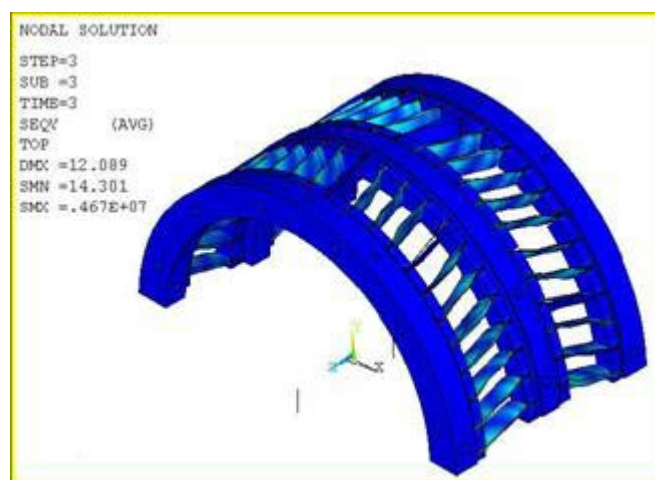 NODAL SOLUTION
STEP=3
SUB =3
TIME=3
SEQV (AVG)
TOP
DMX =12.089
SMN =14.301
SMX =.467E+07
Y
Z
X